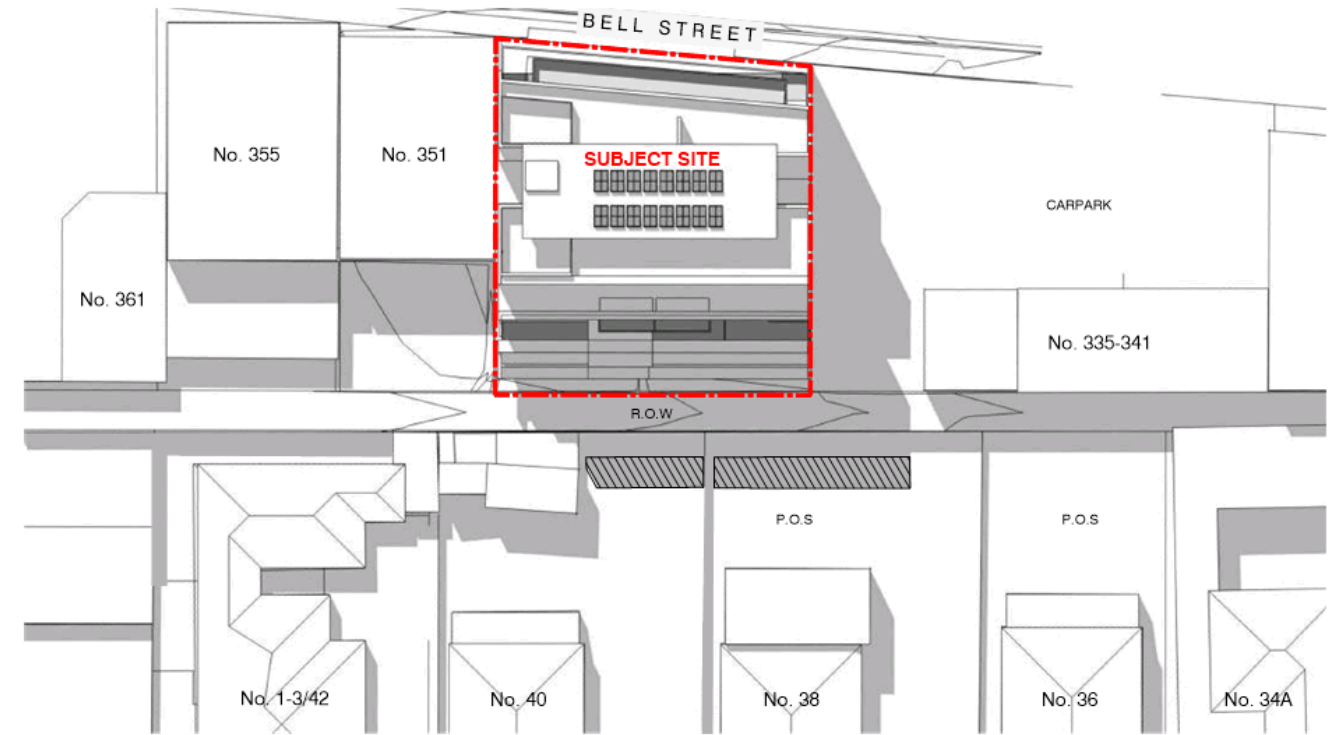 BELL STREET
No. 355
No. 351
SUBJECT SITE
CARPARK
No. 361
No. 335-341
R.O.W
P.O.S
P.O.S
No. 1-3/42
No. 40
No. 38
No. 36
No. 34A